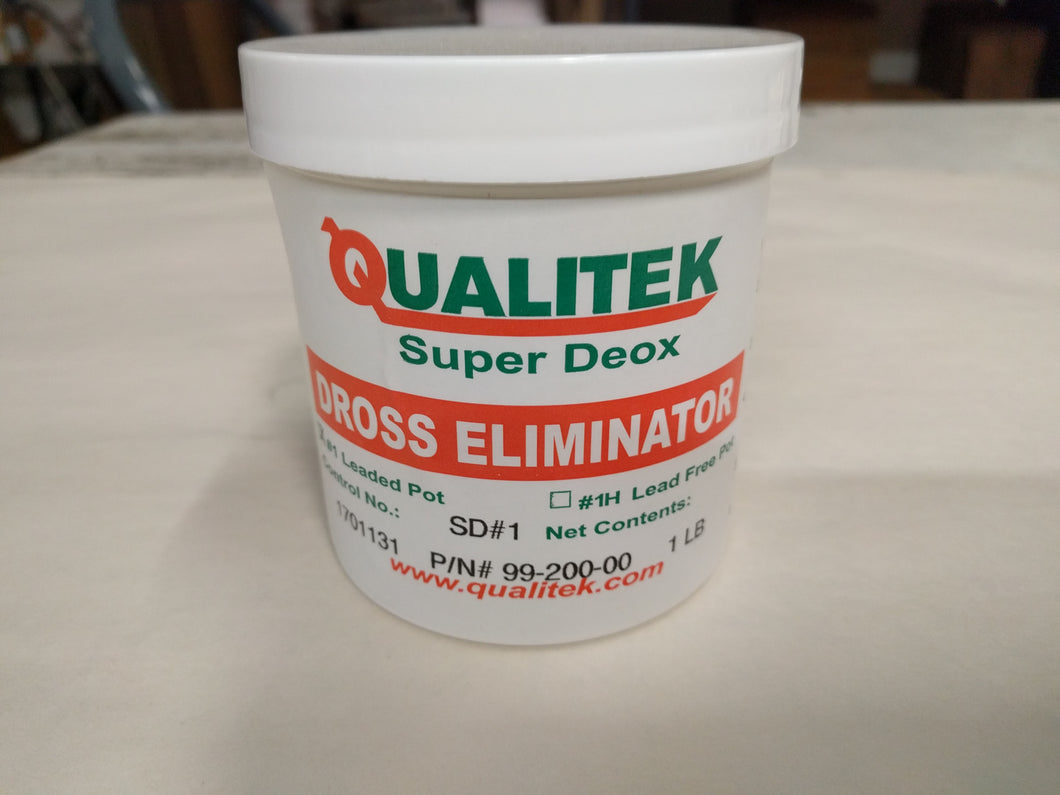 QUALITEK
Super Deox
DROSS ELIMINATOR
#1 Leaded Pot
#1H Lead Free Pot
Control No.:
SD#1
Net Contents:
1701131
P/N# 99-200-00
1 LB
www.qualitek.com